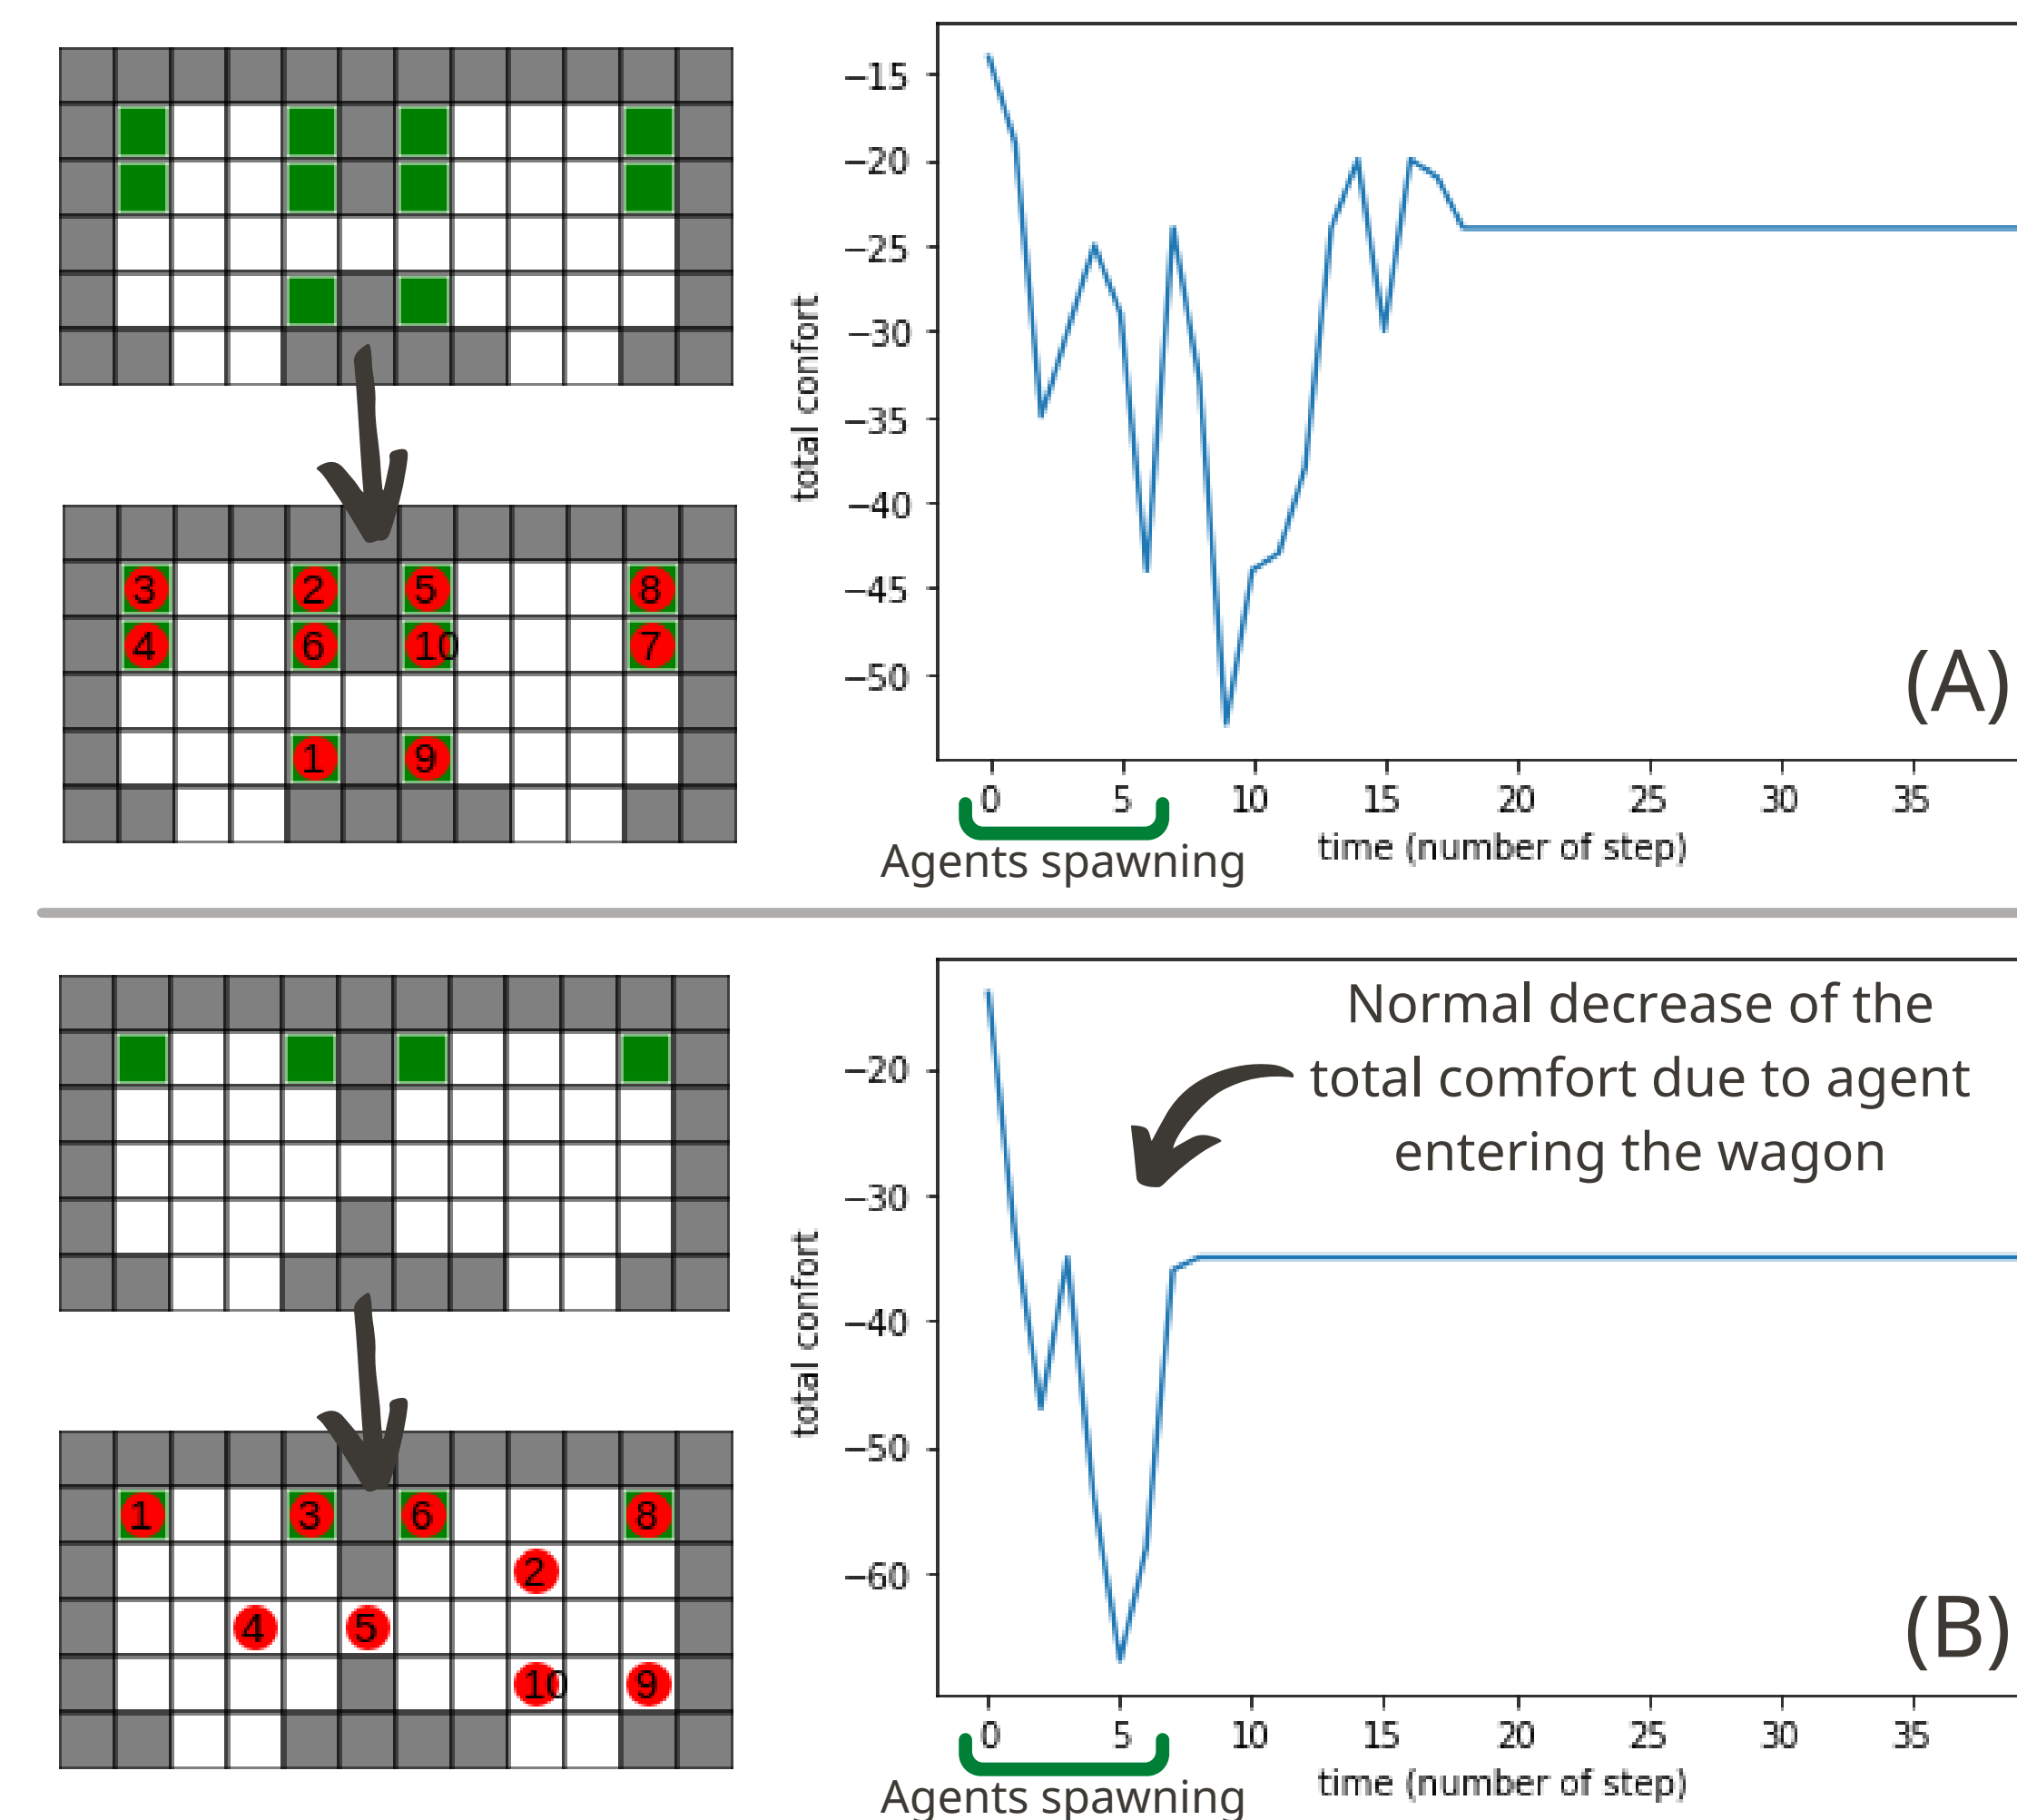 −15
−20
−25
−30
−35
−40
−45
−50
total confort
3 2 5 8
4 6 10 7
1 9
(A)
0 5 10 15 20 25 30 35
Agents spawning
time (number of step)
Normal decrease of the
total comfort due to agent
entering the wagon
−20
−30
−40
−50
−60
total confort
1 3 6 8
2
4 5
10 9
(B)
0 5 10 15 20 25 30 35
Agents spawning
time (number of step)